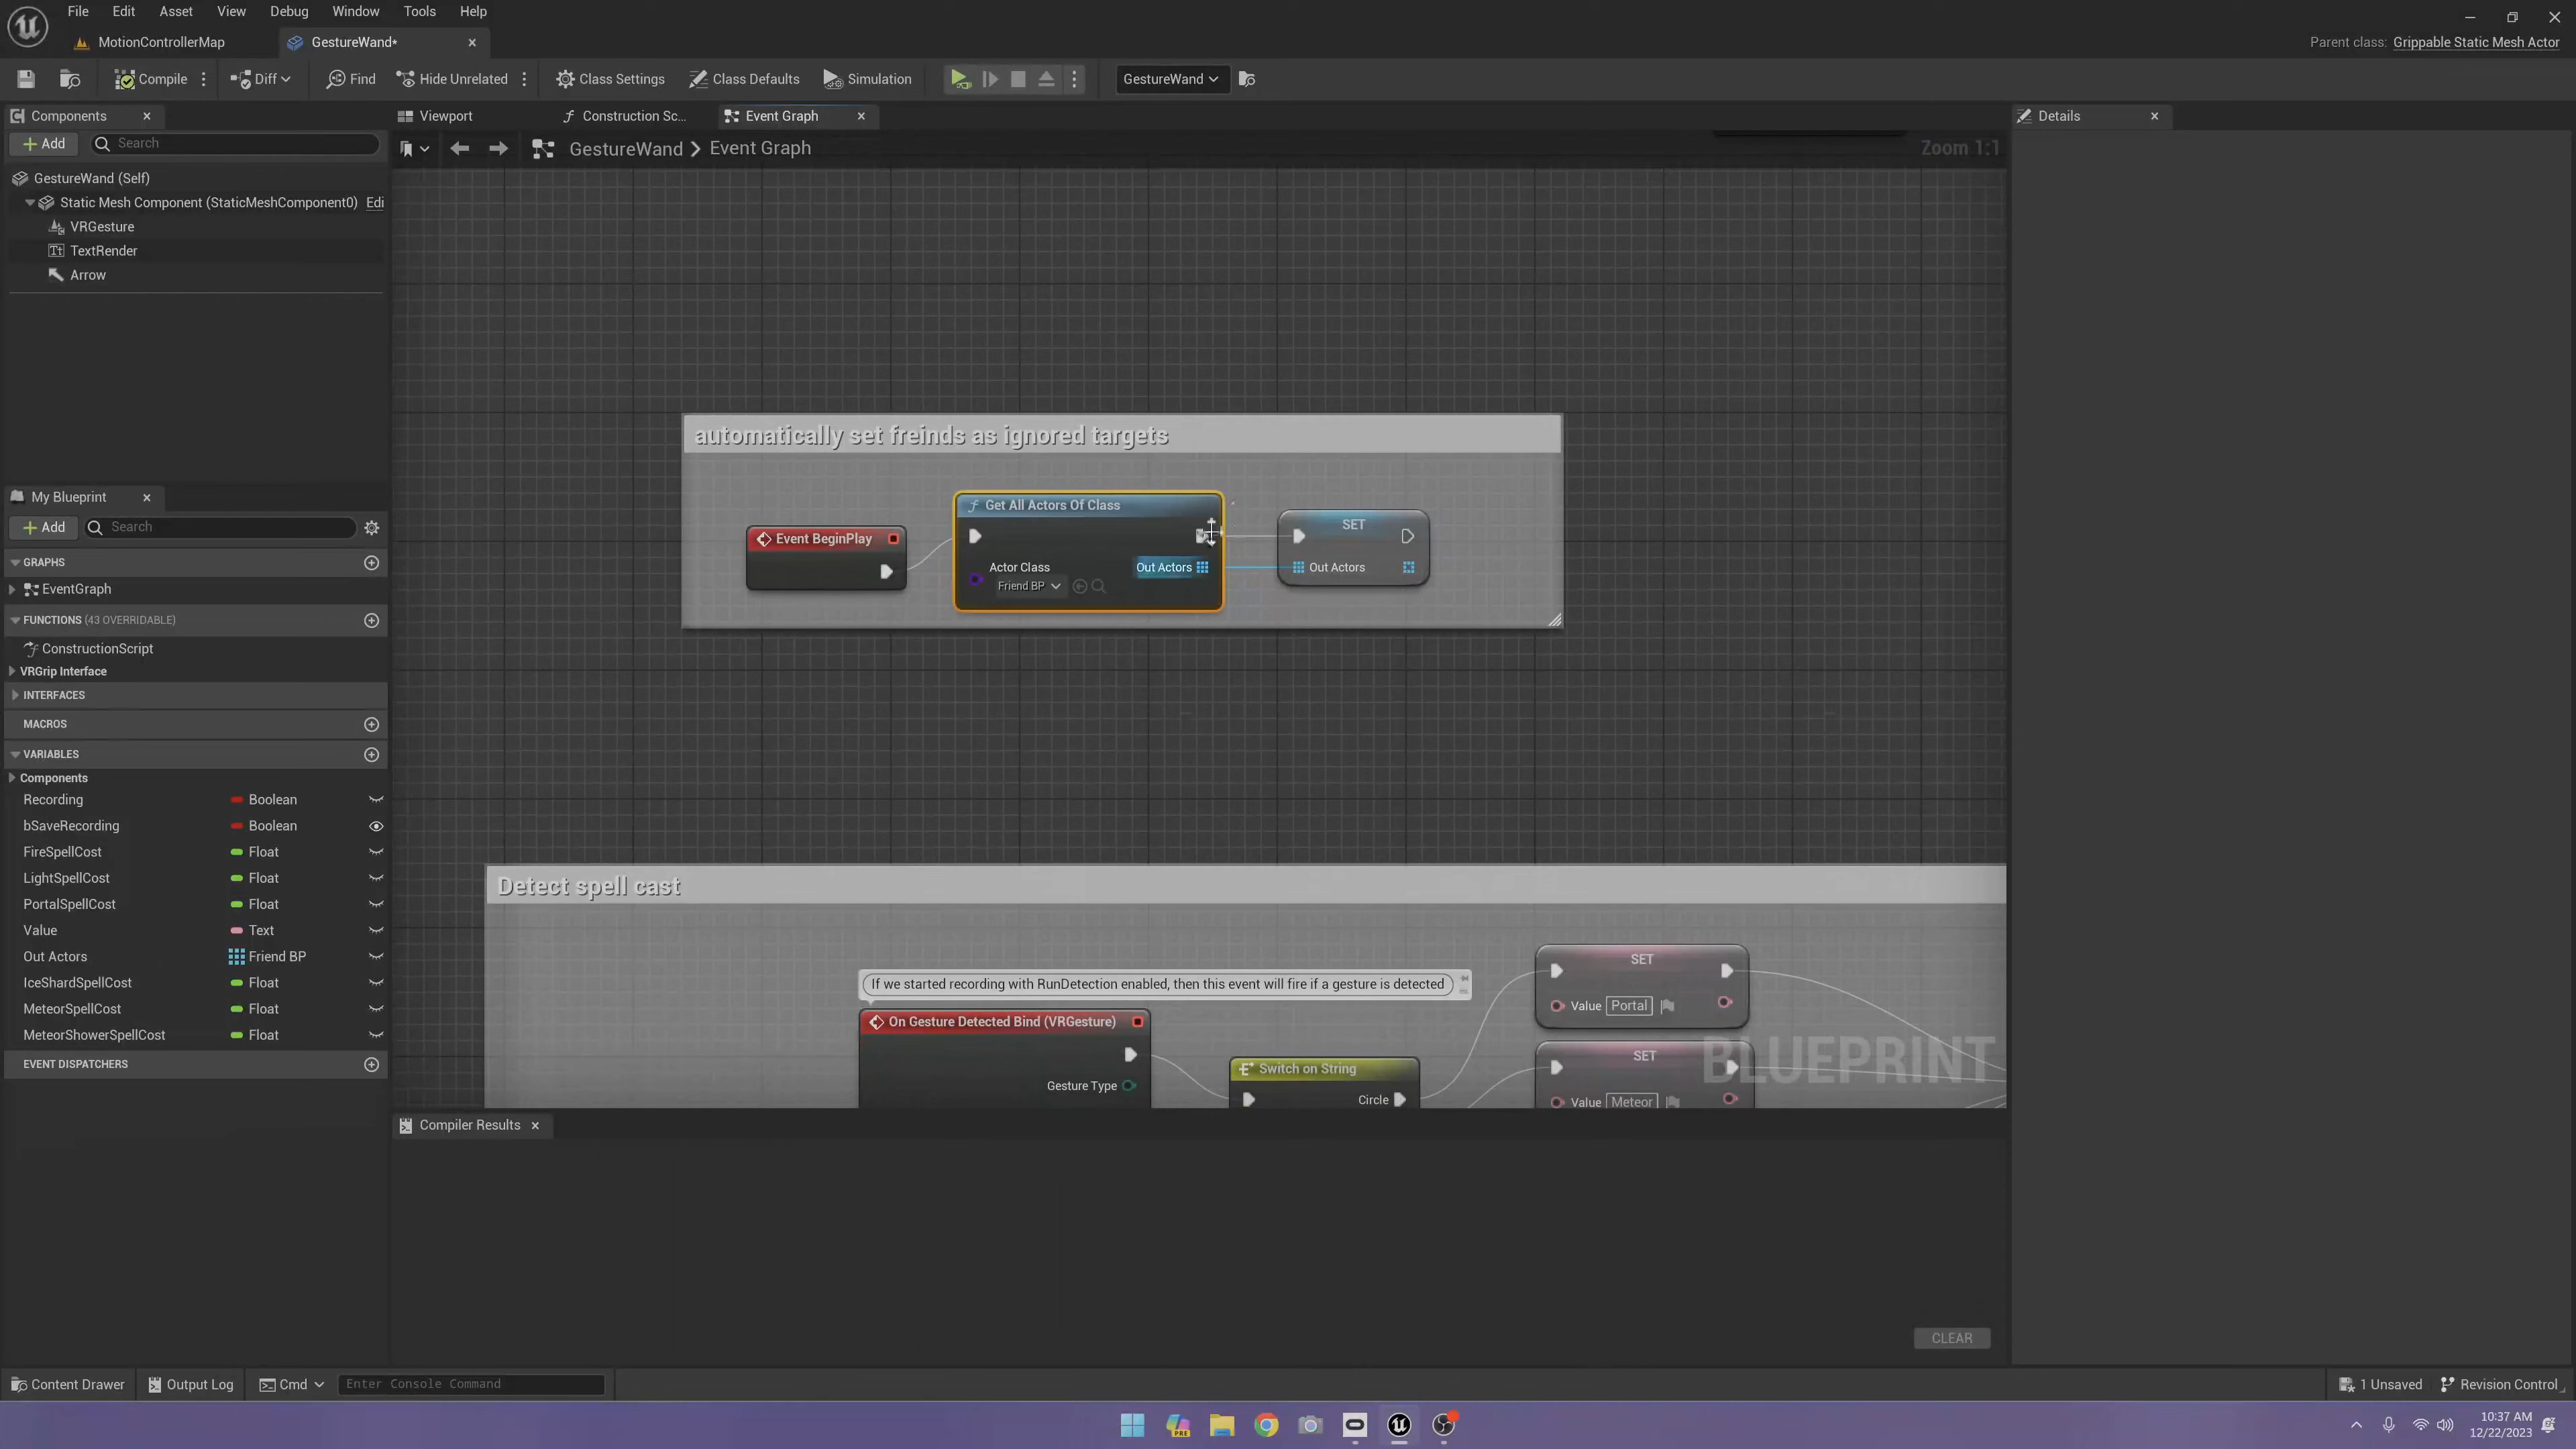 File Edit Asset View Debug Window Tools Help
MotionControllerMap GestureWand*
Parent class: Grippable Static Mesh Actor
Compile Diff Find Hide Unrelated Class Settings Class Defaults Simulation GestureWand
Components Viewport Construction Sc... Event Graph Details
Add Search
GestureWand Event Graph Zoom 1:1
GestureWand (Self)
Static Mesh Component (StaticMeshComponent0) Edi
VRGesture
TextRender
Arrow
automatically set freinds as ignored targets
Get All Actors Of Class
SET
Event BeginPlay
Actor Class Out Actors Out Actors
Friend BP
My Blueprint
Add Search
GRAPHS
EventGraph
FUNCTIONS (43 OVERRIDABLE)
ConstructionScript
VRGrip Interface
INTERFACES
MACROS
VARIABLES
Components
Recording Boolean
bSaveRecording Boolean
FireSpellCost Float
LightSpellCost Float
PortalSpellCost Float
Value Text
Out Actors Friend BP
IceShardSpellCost Float
MeteorSpellCost Float
MeteorShowerSpellCost Float
EVENT DISPATCHERS
Detect spell cast
If we started recording with RunDetection enabled, then this event will fire if a gesture is detected
SET
Value Portal
On Gesture Detected Bind (VRGesture)
Gesture Type
Switch on String
Circle
SET
Value Meteor
BLUEPRINT
Compiler Results
CLEAR
Content Drawer Output Log Cmd Enter Console Command 1 Unsaved Revision Control
PRE
10:37 AM
12/22/2023